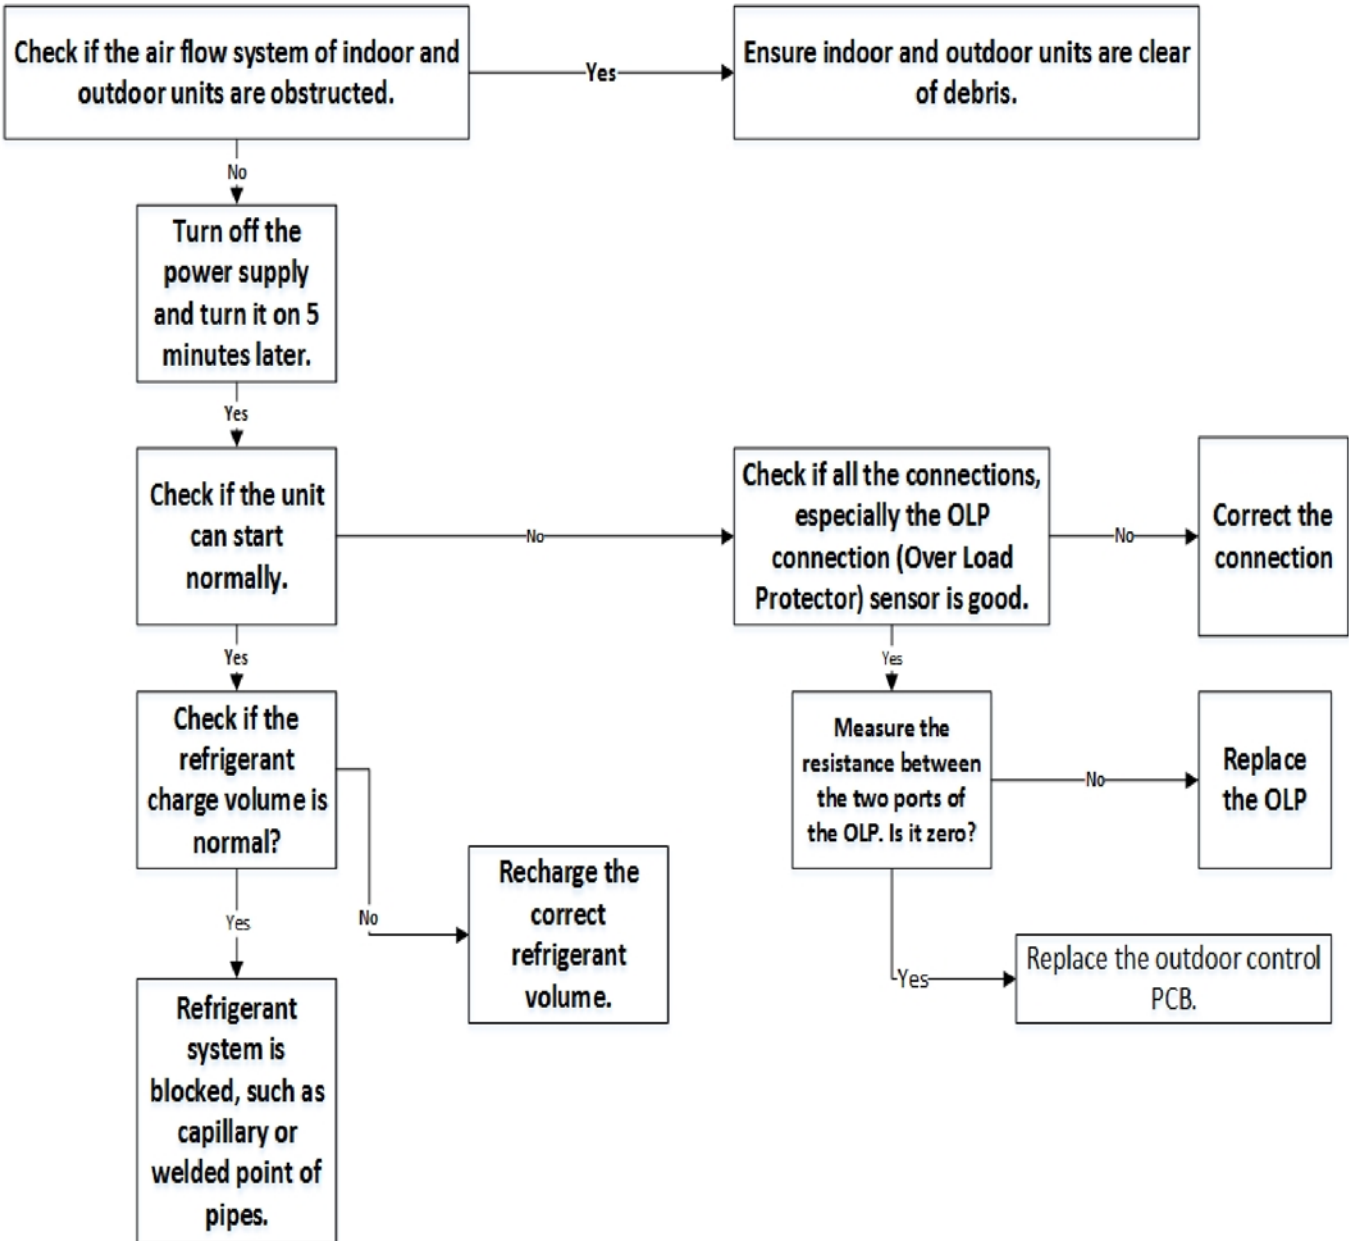 Check if the air flow system of indoor and
outdoor units are obstructed.
Yes
Ensure indoor and outdoor units are clear
of debris.
No
Turn off the
power supply
and turn it on 5
minutes later.
Yes
Check if the unit
can start
normally.
No
Check if all the connections,
especially the OLP
connection (Over Load
Protector) sensor is good.
No
Correct the
connection
Yes
Yes
Check if the
refrigerant
charge volume is
normal?
Measure the
resistance between
the two ports of
the OLP. Is it zero?
No
Replace
the OLP
No
Recharge the
correct
refrigerant
volume.
Yes
Replace the outdoor control
PCB.
Yes
Refrigerant
system is
blocked, such as
capillary or
welded point of
pipes.